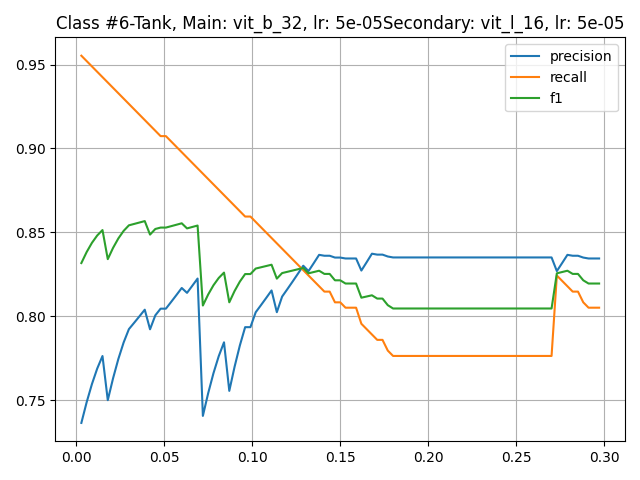 Class #6-Tank, Main: vit_b_32, lr: 5e-05Secondary: vit_l_16, lr: 5e-05
precision
recall
f1
0.95
0.90
0.85
0.80
0.75
0.00 0.05 0.10 0.15 0.20 0.25 0.30